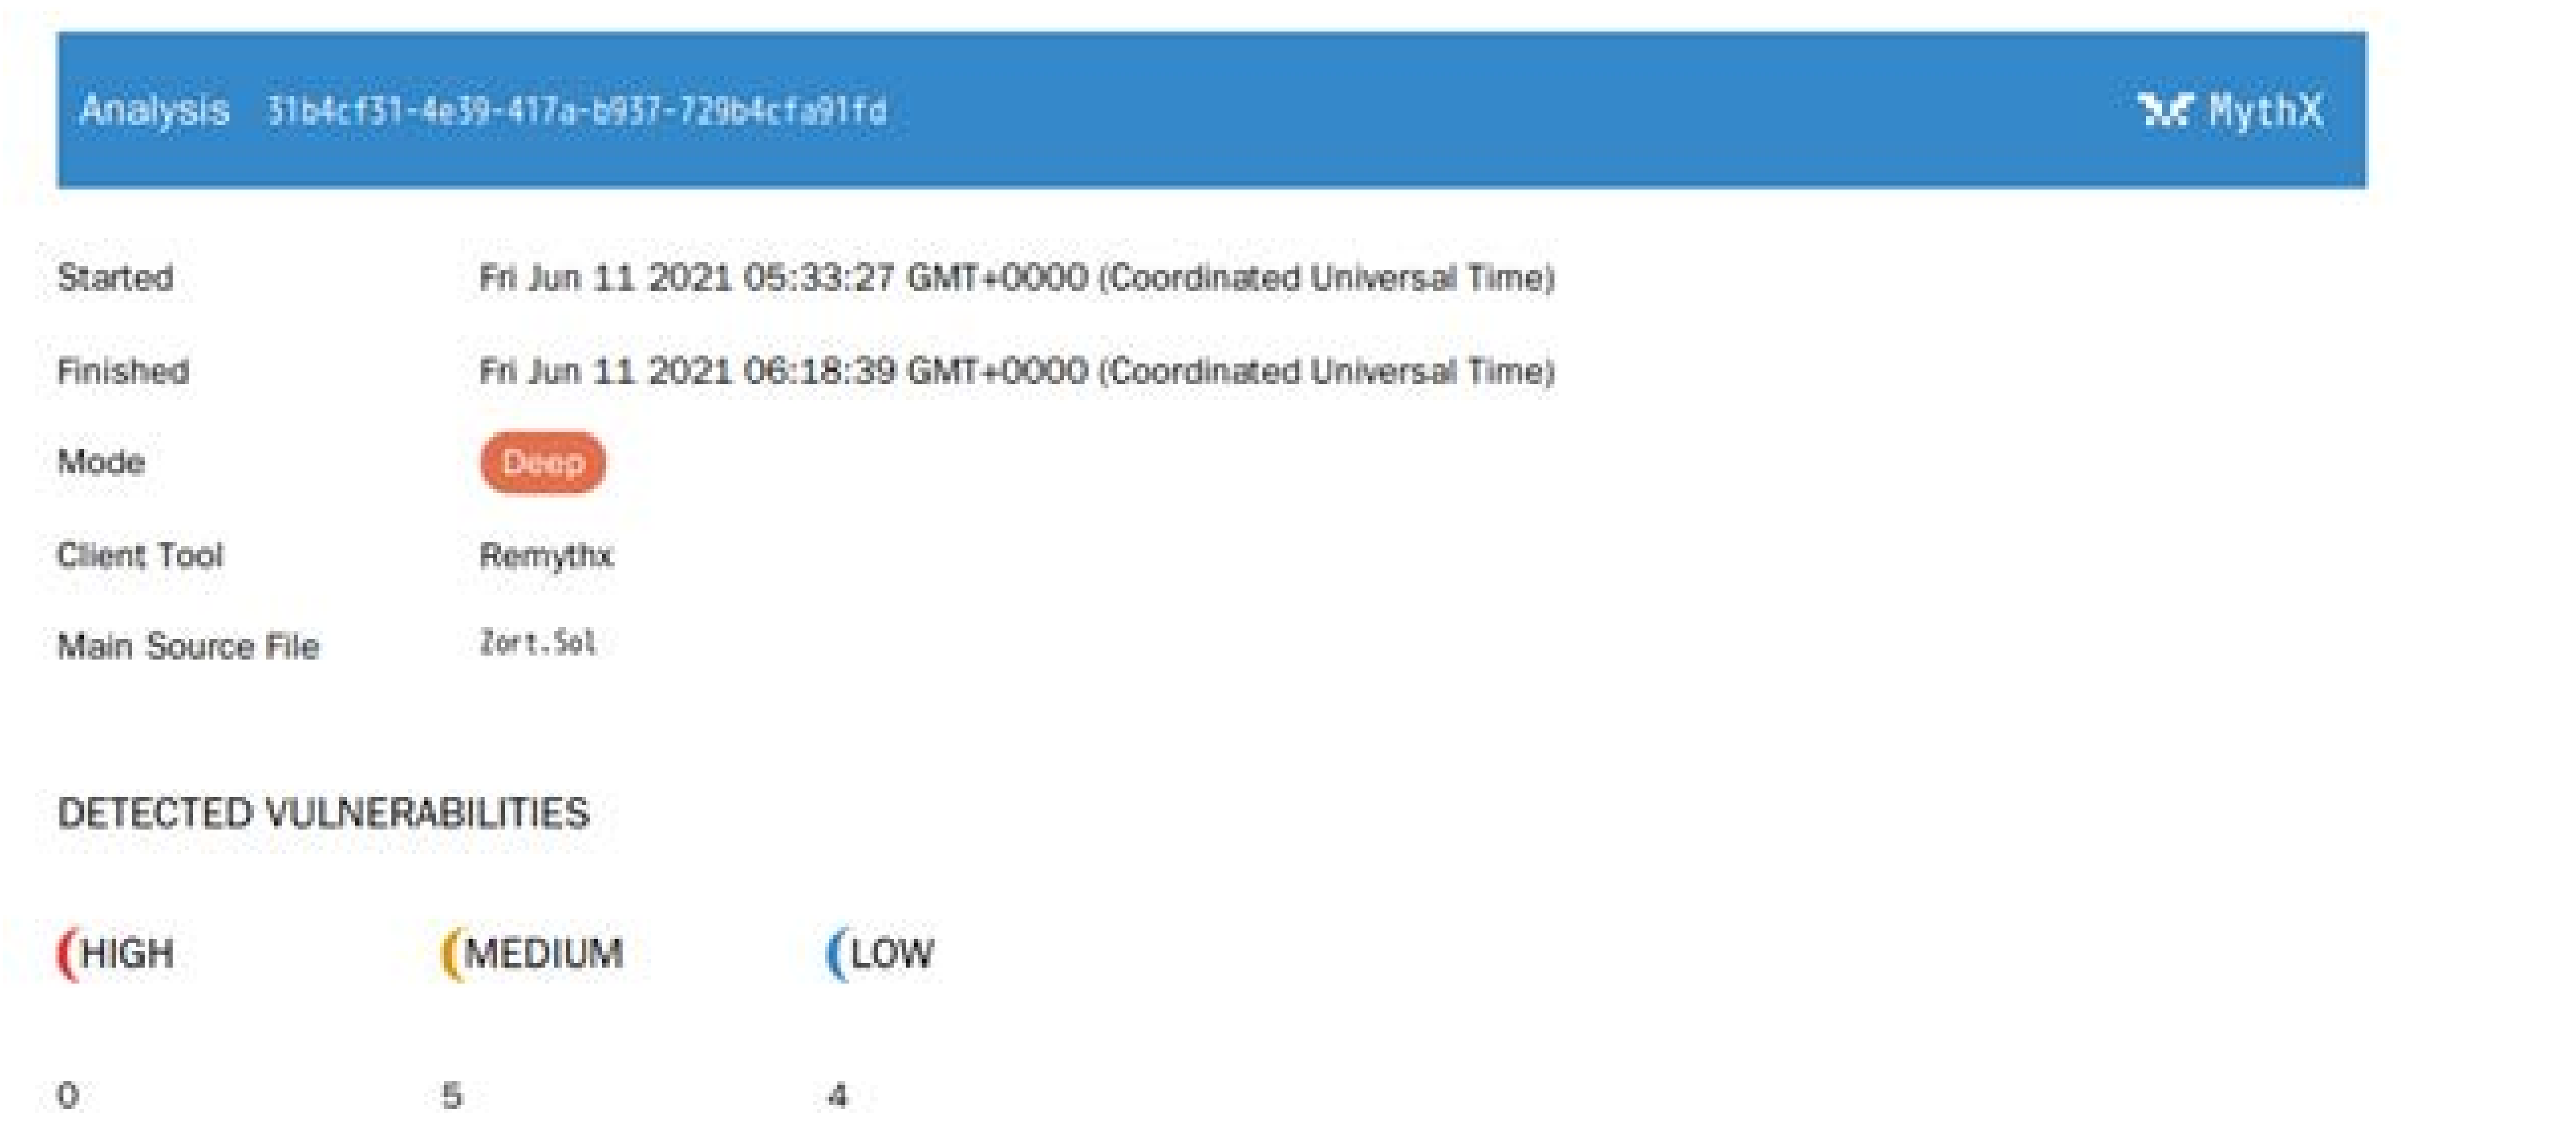 Analysis 31b4cf31-4e39-417a-b937-729b4cfa91fd MythX
Started Fri Jun 11 2021 05:33:27 GMT+0000 (Coordinated Universal Time)
Finished Fri Jun 11 2021 06:18:39 GMT+0000 (Coordinated Universal Time)
Mode Deep
Client Tool Remythx
Main Source File Zort.Sol
DETECTED VULNERABILITIES
(HIGH (MEDIUM (LOW
0 5 4